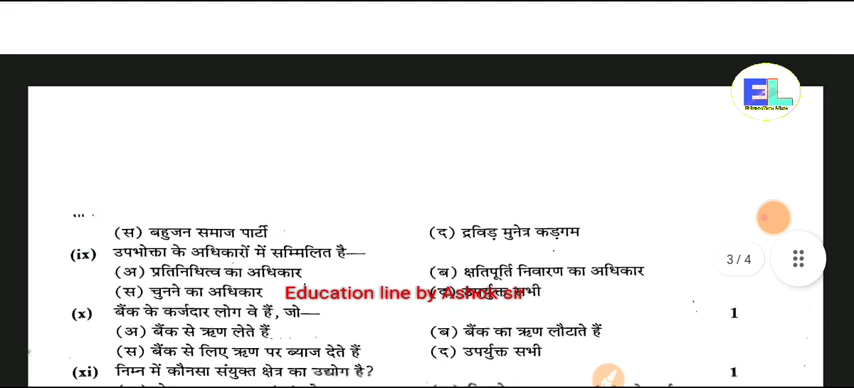 EL
3 / 4
(स) बहुजन समाज पार्टी (द) द्रविड़ मुनेत्र कड़गम
(ix) उपभोक्ता के अधिकारों में सम्मिलित है—
(अ) प्रतिनिधित्व का अधिकार (ब) क्षतिपूर्ति निवारण का अधिकार
(स) चुनने का अधिकार (द) उपर्युक्त सभी
Education line by Ashok sir
(x) बैंक के कर्जदार लोग वे हैं, जो— 1
(अ) बैंक से ऋण लेते हैं (ब) बैंक का ऋण लौटाते हैं
(स) बैंक से लिए ऋण पर ब्याज देते हैं (द) उपर्युक्त सभी
(xi) निम्न में कौनसा संयुक्त क्षेत्र का उद्योग है? 1